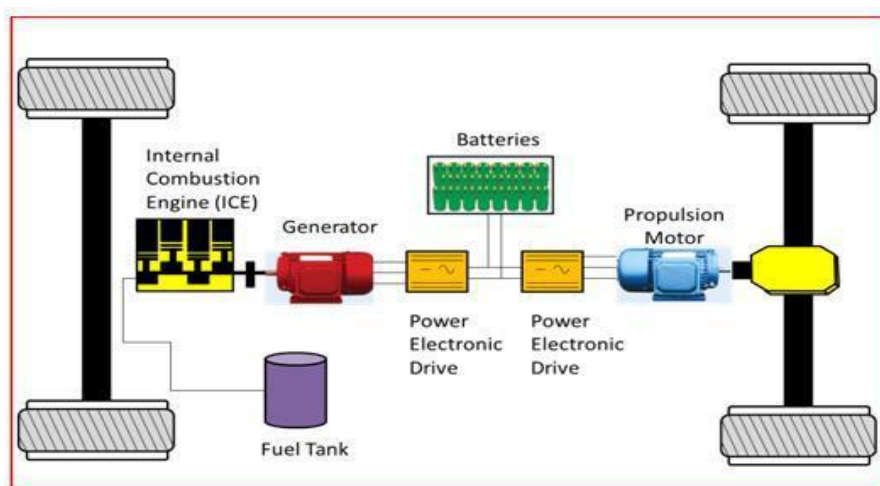 Internal
Combustion
Engine (ICE)
Generator
Batteries
Propulsion
Motor
Power
Electronic
Drive
Power
Electronic
Drive
Fuel Tank